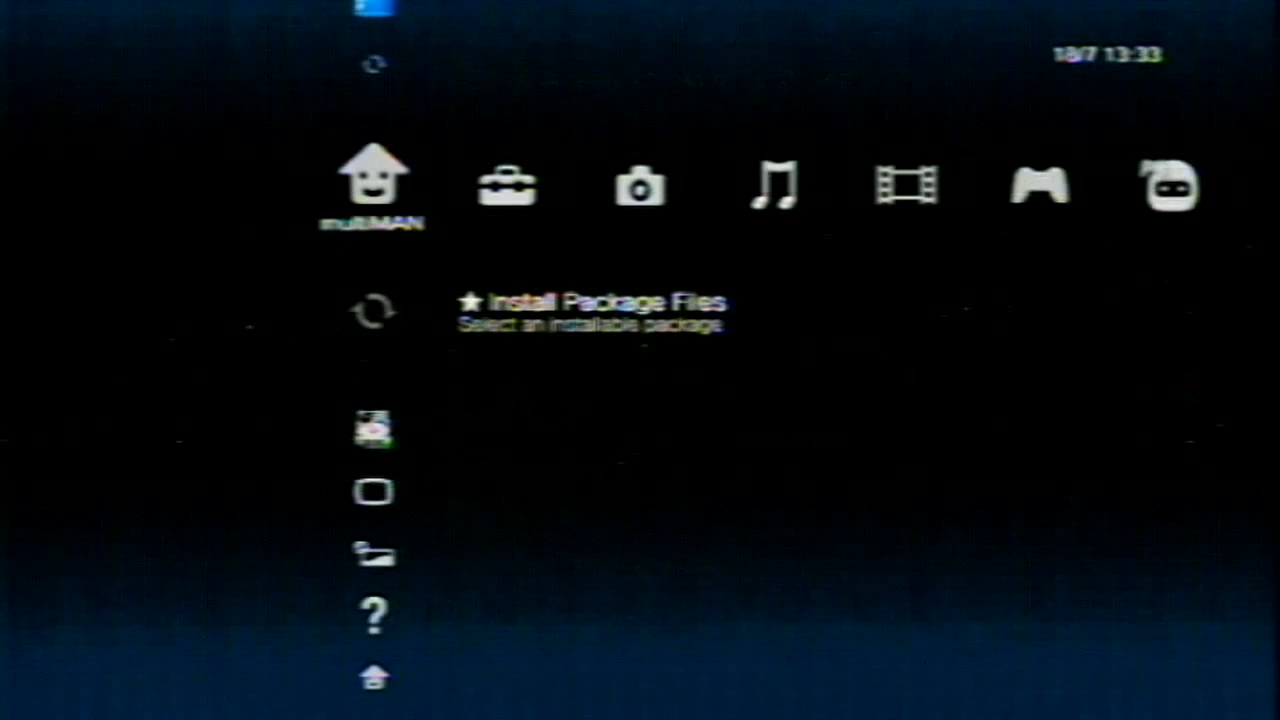 18/7 13:33
multiMAN
★ Install Package Files
Select an installable package
?